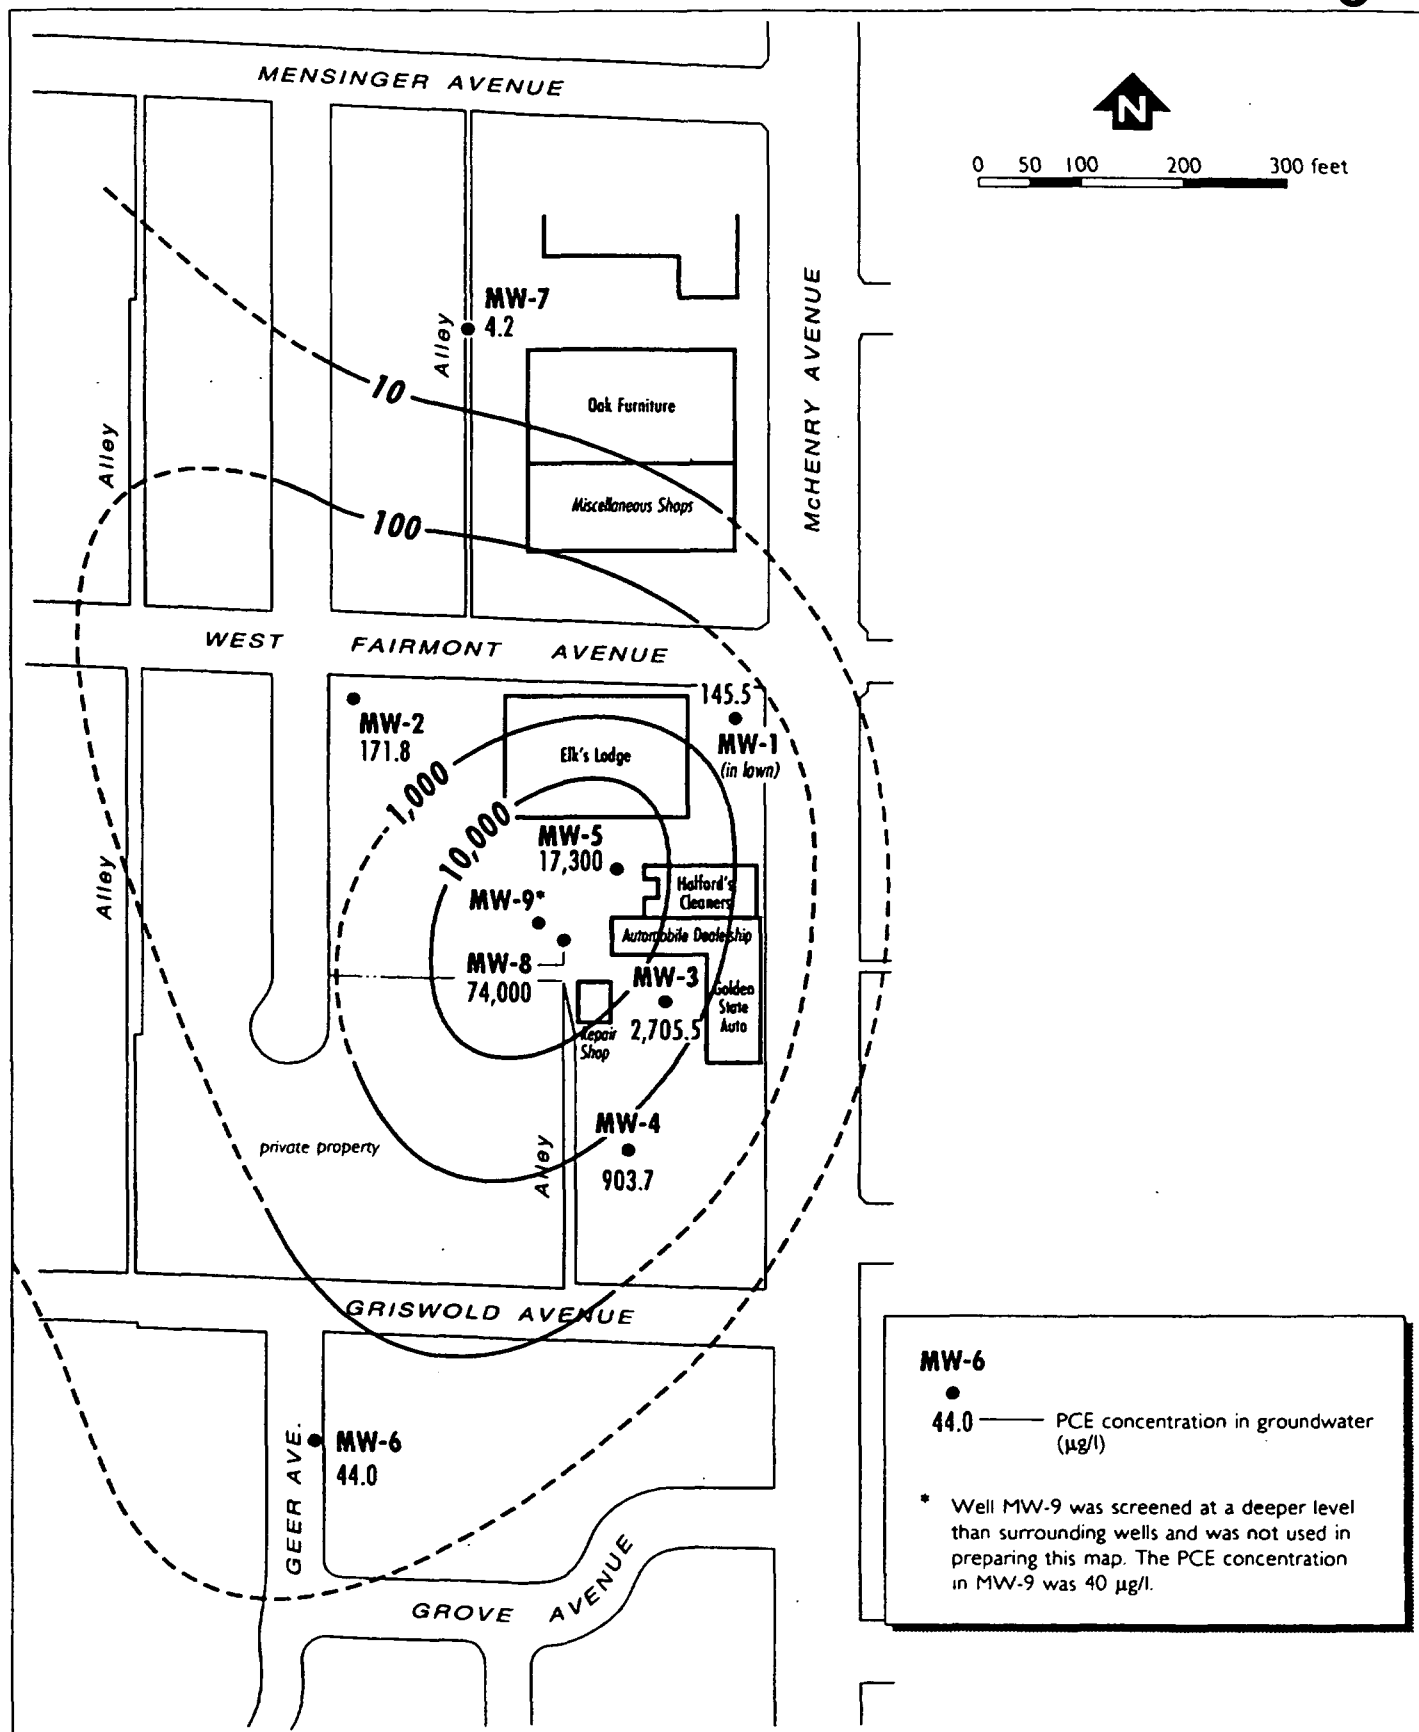 MENSINGER AVENUE
N
0 50 100 200 300 feet
MW-7
4.2
Alley
McHENRY AVENUE
10
Oak Furniture
Alley
Miscellaneous Shops
100
WEST FAIRMONT AVENUE
145.5
MW-1
(in lawn)
MW-2
171.8
Elk's Lodge
1,000
10,000
MW-5
17,300
Halford's
Cleaners
Alley
MW-9*
Automobile Dealership
MW-8
74,000
MW-3
2,705.5
Golden
State
Auto
Repair
Shop
MW-4
903.7
private property
Alley
GRISWOLD AVENUE
MW-6
44.0
GEER AVE.
GROVE AVENUE
MW-6
44.0
PCE concentration in groundwater
(µg/l)
* Well MW-9 was screened at a deeper level
than surrounding wells and was not used in
preparing this map. The PCE concentration
in MW-9 was 40 µg/l.